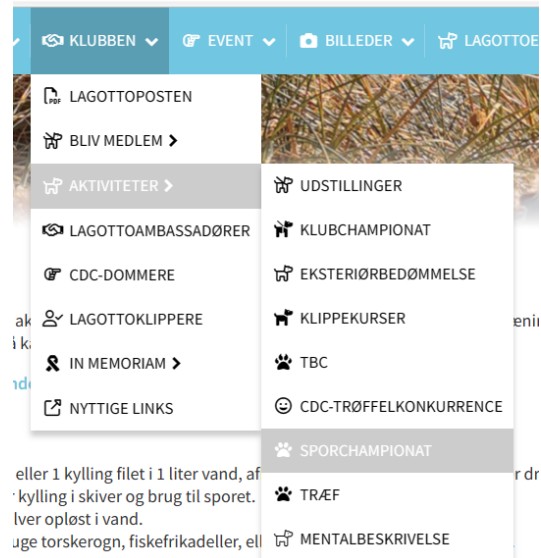 KLUBBEN EVENT BILLEDER LAGOTTOE
LAGOTTOPOSTEN
BLIV MEDLEM
AKTIVITETER
LAGOTTOAMBASSADØRER
CDC-DOMMERE
LAGOTTOKLIPPERE
IN MEMORIAM
NYTTIGE LINKS
UDSTILLINGER
KLUBCHAMPIONAT
EKSTERIØRBEDØMMELSE
KLIPPEKURSER
TBC
CDC-TRØFFELKONKURRENCE
SPORCHAMPIONAT
TRÆF
MENTALBESKRIVELSE
eller 1 kylling filet i 1 liter vand, af
kylling i skiver og brug til sporet.
lver opløst i vand.
uge torskerogn, fiskefrikadeller, ell